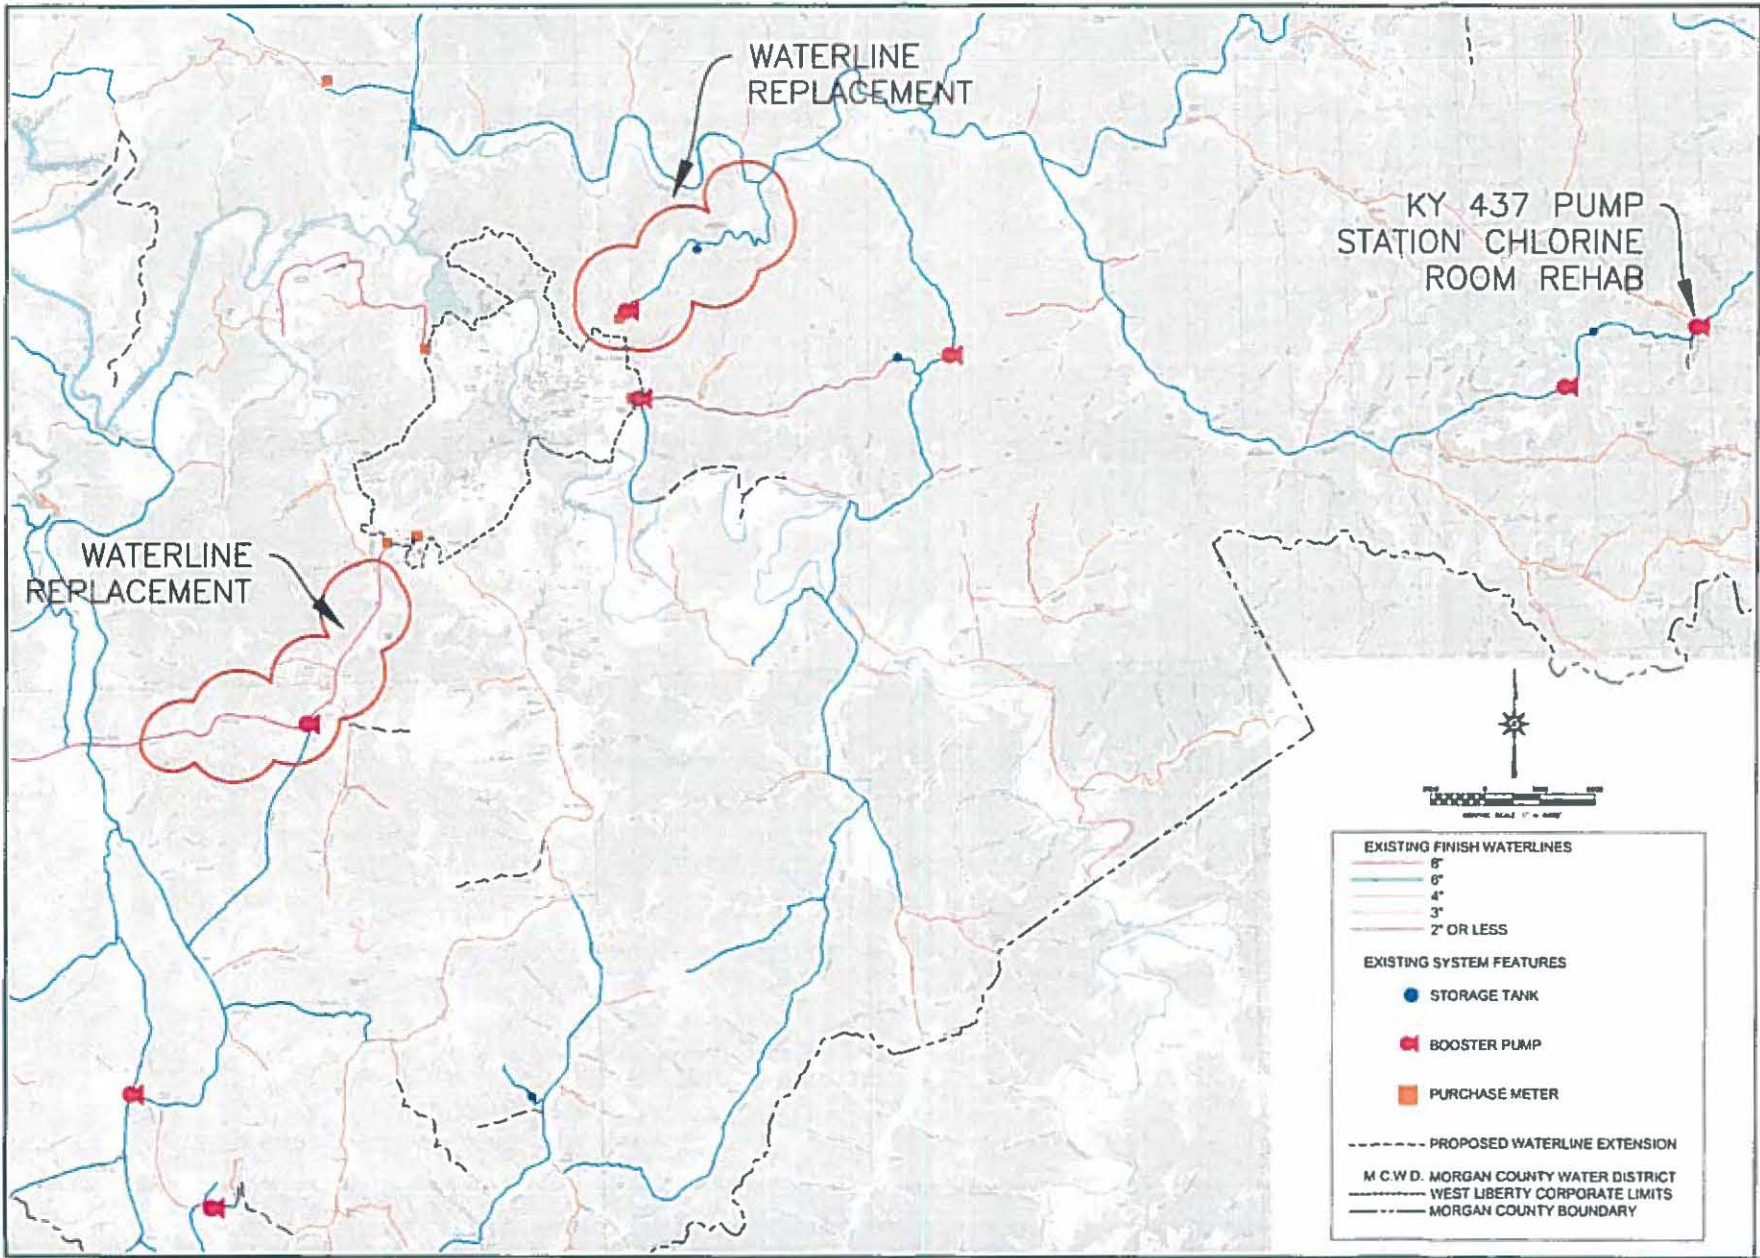 WATERLINE
REPLACEMENT
KY 437 PUMP
STATION CHLORINE
ROOM REHAB
WATERLINE
REPLACEMENT
EXISTING FINISH WATERLINES
8"
6"
4"
3"
2" OR LESS
EXISTING SYSTEM FEATURES
STORAGE TANK
BOOSTER PUMP
PURCHASE METER
PROPOSED WATERLINE EXTENSION
M.C.W.D. MORGAN COUNTY WATER DISTRICT
WEST LIBERTY CORPORATE LIMITS
MORGAN COUNTY BOUNDARY